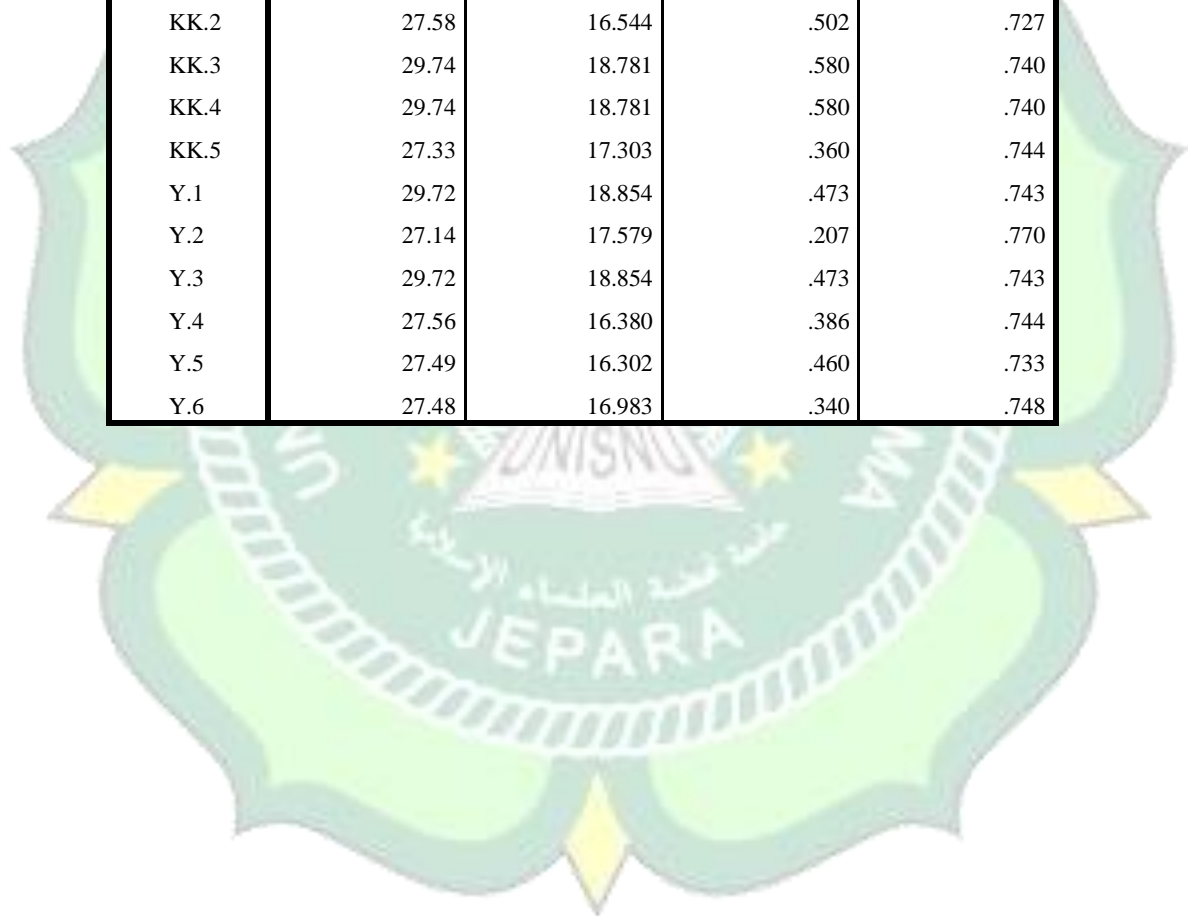 KK.2 27.58 16.544 .502 .727
KK.3 29.74 18.781 .580 .740
KK.4 29.74 18.781 .580 .740
KK.5 27.33 17.303 .360 .744
Y.1 29.72 18.854 .473 .743
Y.2 27.14 17.579 .207 .770
Y.3 29.72 18.854 .473 .743
Y.4 27.56 16.380 .386 .744
Y.5 27.49 16.302 .460 .733
Y.6 27.48 16.983 .340 .748
UN UNISNU MA
JEPARA